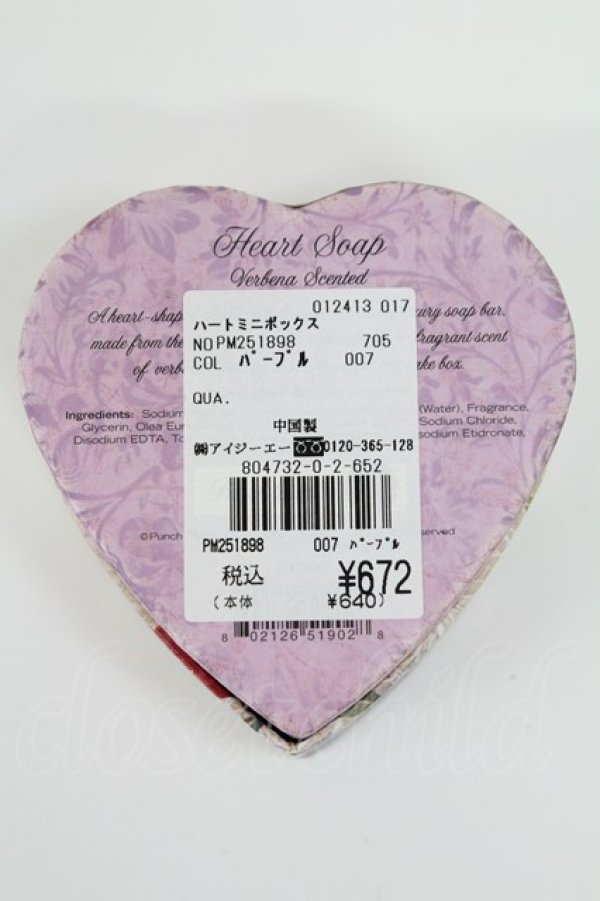 Heart Soap
Verbena Scented
A heart-shap ury soap bar,
made from the fragrant scent
of verb ke box.
Ingredients: Sodium (Water), Fragrance,
Glycerin, Olea Eur Sodium Chloride,
Disodium EDTA, To sodium Etidronate,
©Punch served
012413 017
ハートミニボックス
NO PM251898 705
COL パープル 007
QUA.
中国製
㈱アイジーエー 0120-365-128
804732-0-2-652
PM251898 007 パープル
税込 ¥672
(本体 ¥640)
8 02126 51902 8
closet child